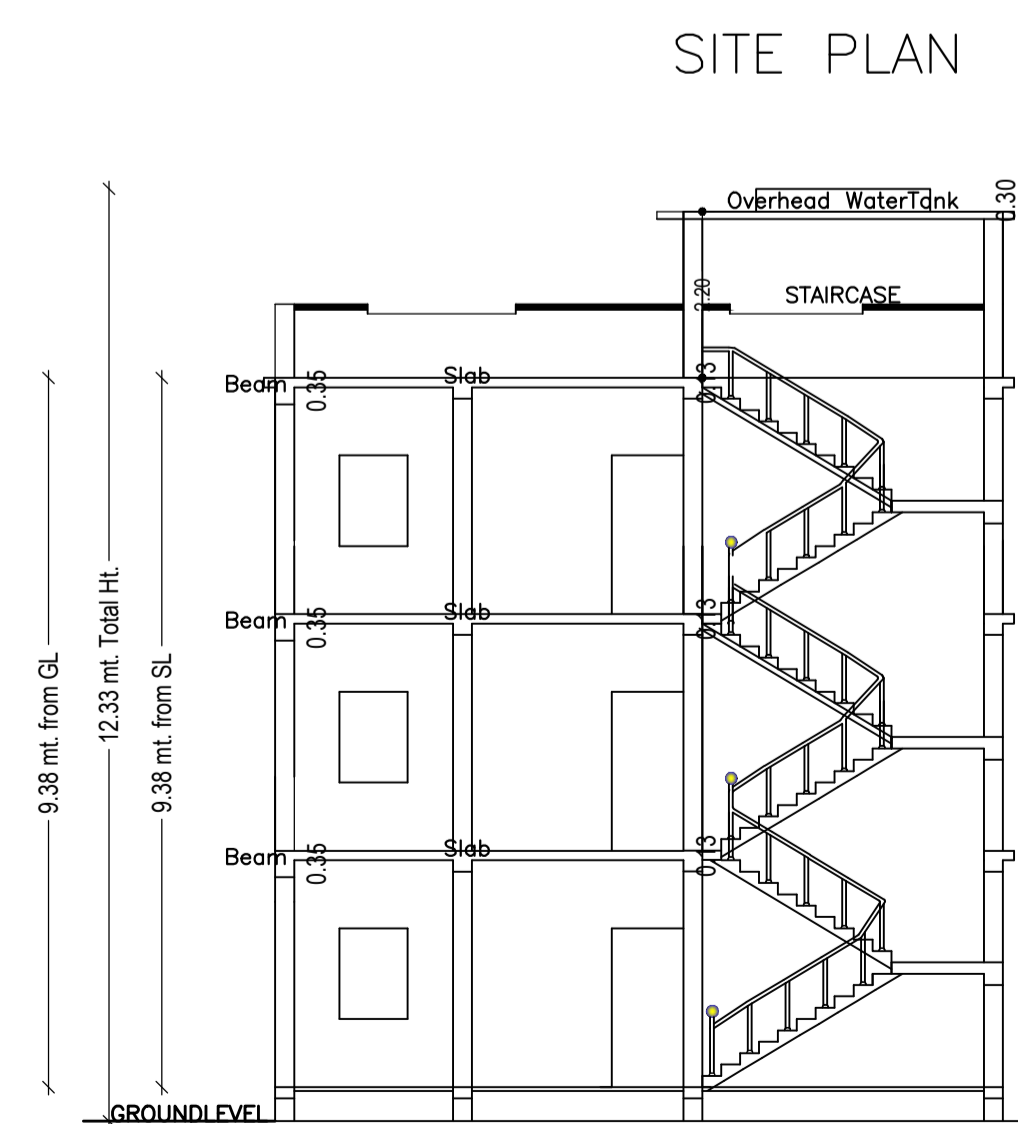 SITE PLAN
Overhead WaterTank
0.30
2.20
STAIRCASE
Beam
0.35
Slab
0.13
Beam
0.35
Slab
0.13
Beam
0.35
Slab
0.13
9.38 mt. from GL
12.33 mt. Total Ht.
9.38 mt. from SL
GROUNDLEVEL